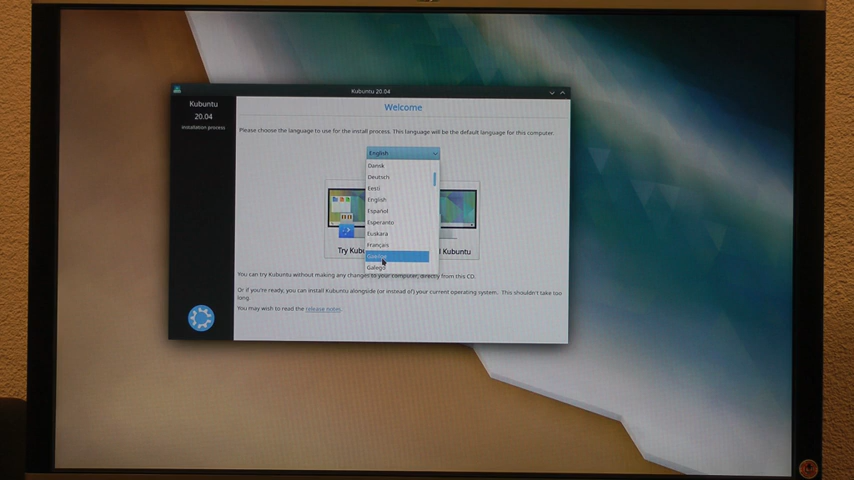 Kubuntu 20.04
Kubuntu
20.04
Installation process
Welcome
Please choose the language to use for the install process. This language will be the default language for this computer.
English
Dansk
Deutsch
Eesti
English
Español
Esperanto
Euskara
Français
Gaeilge
Galego
Try Kubu
Kubuntu
You can try Kubuntu without making any changes to your computer, directly from this CD.
Or if you're ready, you can install Kubuntu alongside (or instead of) your current operating system. This shouldn't take too
long.
You may wish to read the release notes.